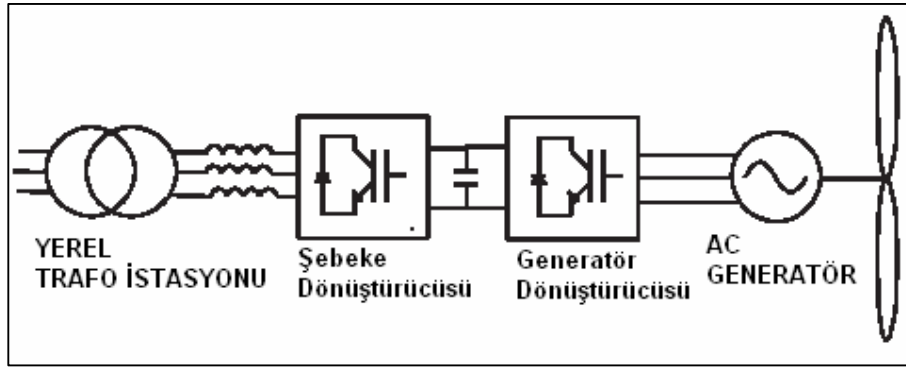 YEREL
TRAFO İSTASYONU
Şebeke
Dönüştürücüsü
Generatör
Dönüştürücüsü
AC
GENERATÖR